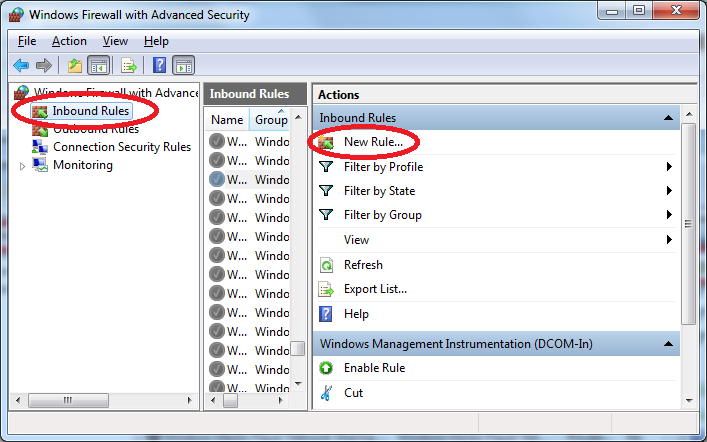 Windows Firewall with Advanced Security
File Action View Help
Windows Firewall with Advance
Inbound Rules
Outbound Rules
Connection Security Rules
Monitoring
Inbound Rules
Name Group
W... Windo
W... Windo
W... Windo
W... Windo
W... Windo
W... Windo
W... Windo
W... Windo
W... Windo
W... Windo
W... Windo
W... Windo
W... Windo
W... Windo
Actions
Inbound Rules
New Rule...
Filter by Profile
Filter by State
Filter by Group
View
Refresh
Export List...
Help
Windows Management Instrumentation (DCOM-In)
Enable Rule
Cut